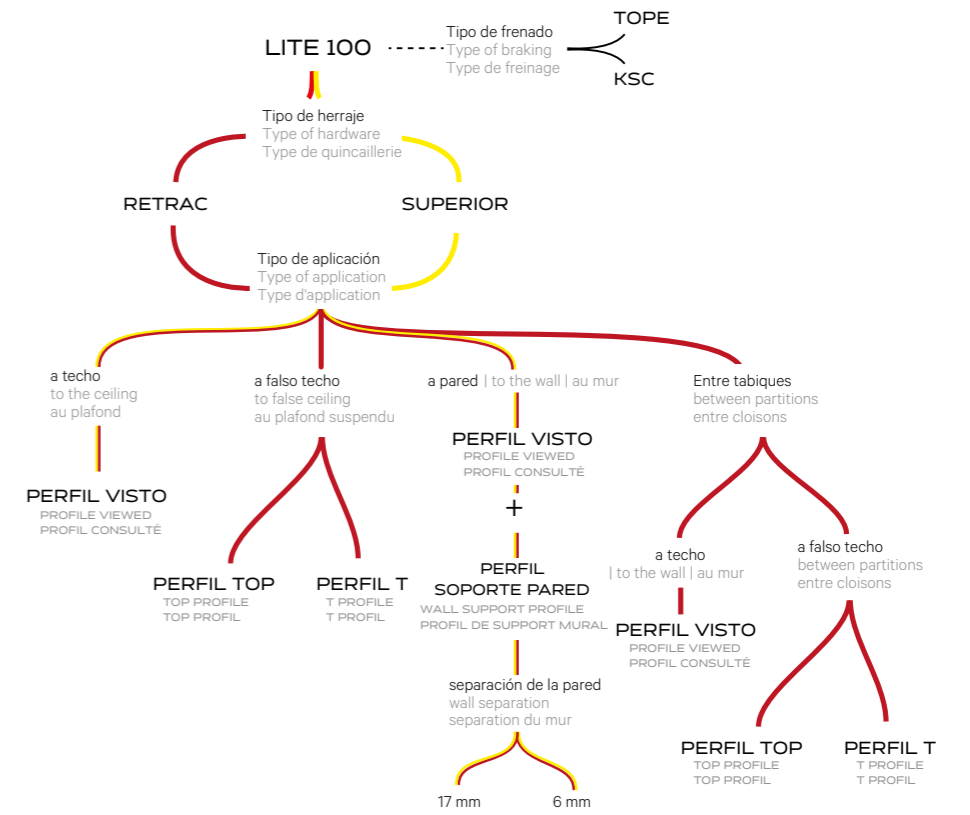 LITE 100
Tipo de frenado
Type of braking
Type de freinage
TOPE
KSC
Tipo de herraje
Type of hardware
Type de quincaillerie
RETRAC
SUPERIOR
Tipo de aplicación
Type of application
Type d'application
a techo
to the ceiling
au plafond
PERFIL VISTO
PROFILE VIEWED
PROFIL CONSULTÉ
a falso techo
to false ceiling
au plafond suspendu
PERFIL TOP
TOP PROFILE
TOP PROFIL
PERFIL T
T PROFILE
T PROFIL
a pared | to the wall | au mur
PERFIL VISTO
PROFILE VIEWED
PROFIL CONSULTÉ
+
PERFIL
SOPORTE PARED
WALL SUPPORT PROFILE
PROFIL DE SUPPORT MURAL
separación de la pared
wall separation
separation du mur
17 mm
6 mm
Entre tabiques
between partitions
entre cloisons
a techo
| to the wall | au mur
PERFIL VISTO
PROFILE VIEWED
PROFIL CONSULTÉ
a falso techo
between partitions
entre cloisons
PERFIL TOP
TOP PROFILE
TOP PROFIL
PERFIL T
T PROFILE
T PROFIL